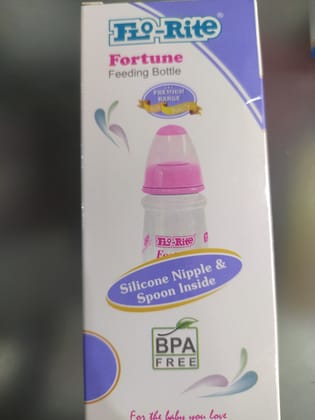 Flo-Rite®
Fortune
Feeding Bottle
PREMIUM
RANGE
Flo-Rite
Silicone Nipple &
Spoon Inside
BPA
FREE
For the baby you love